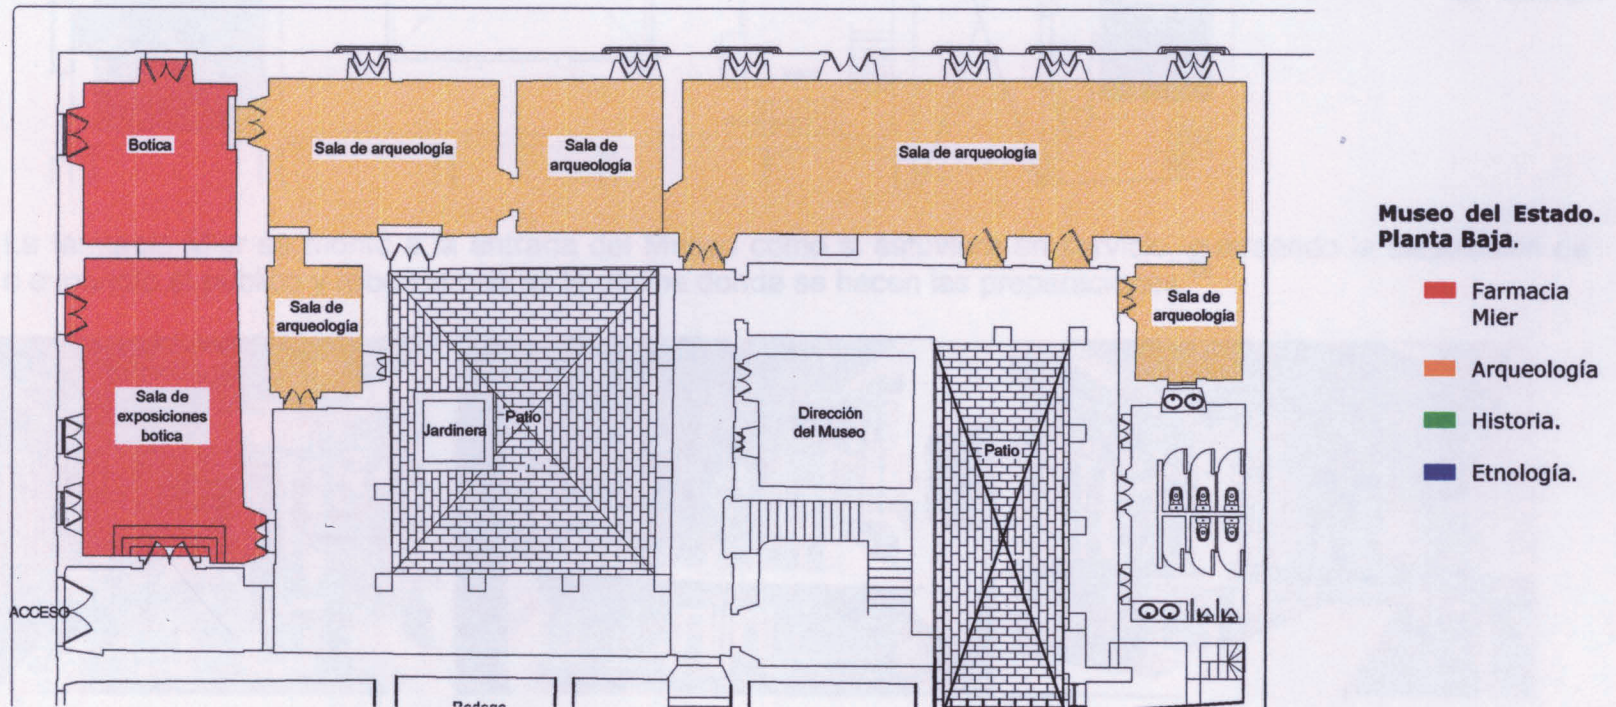 Botica
Sala de arqueología
Sala de
arqueología
Sala de arqueología
Museo del Estado.
Planta Baja.
Farmacia
Mier
Arqueología
Historia.
Etnología.
Sala de
arqueología
Sala de
arqueología
Sala de
exposiciones
botica
Jardinera
Patio
Dirección
del Museo
Patio
ACCESO
Bodega